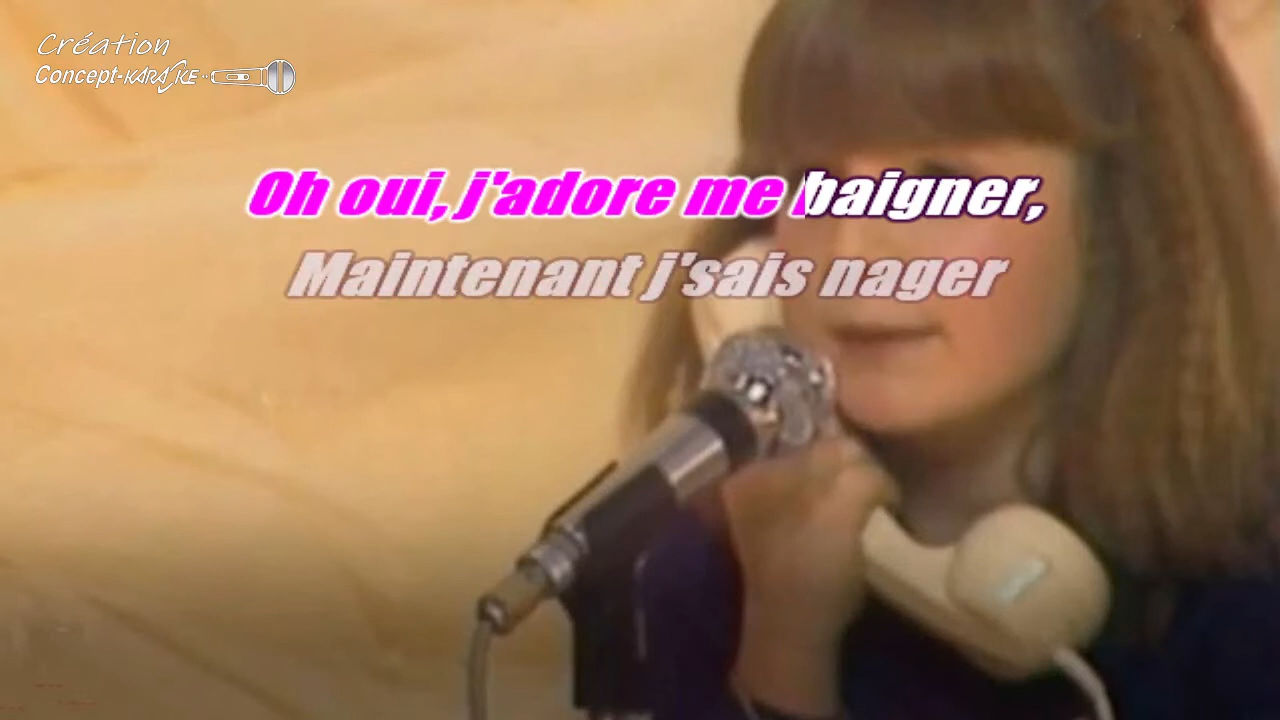 Création
Concept-KARAOKE
Oh oui, j'adore me baigner,
Maintenant j'sais nager